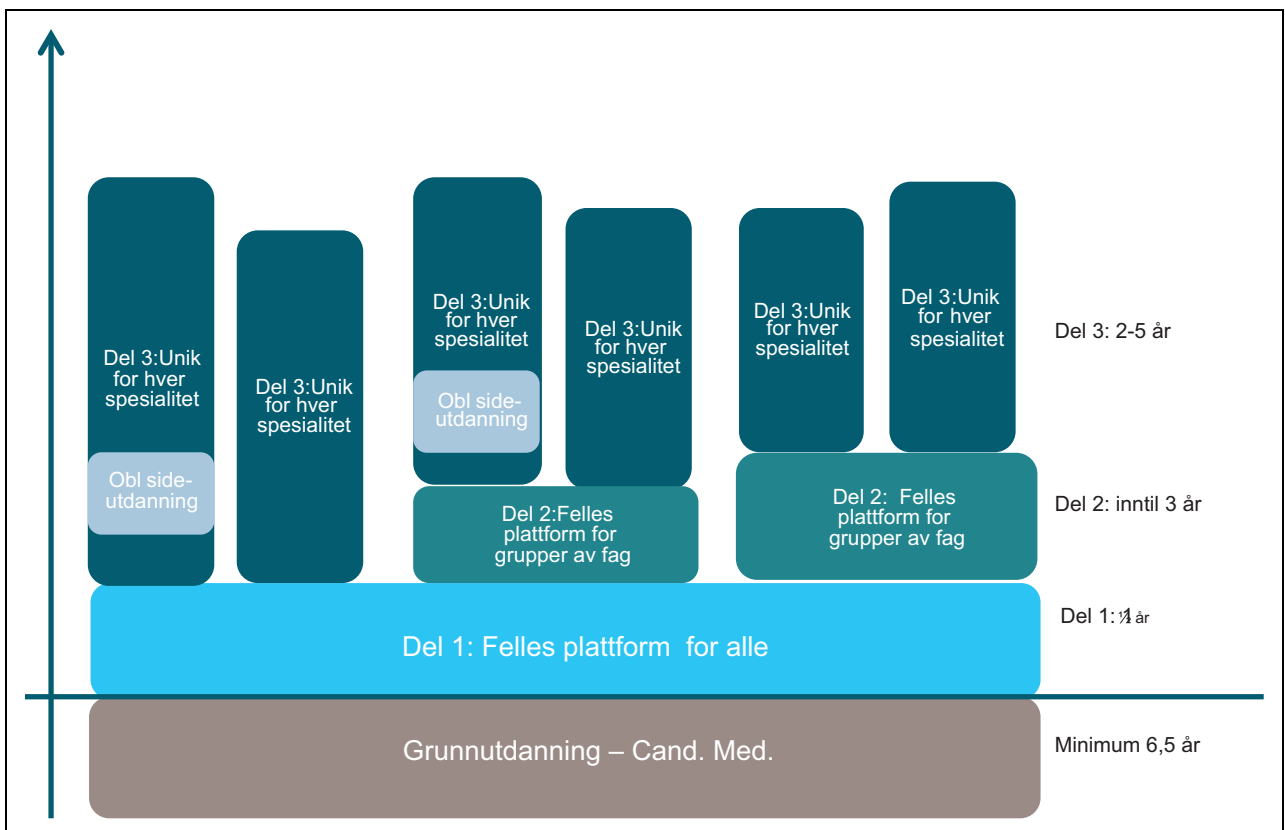 Del 3:Unik
for hver
spesialitet
Obl side-
utdanning
Del 3:Unik
for hver
spesialitet
Del 3:Unik
for hver
spesialitet
Obl side-
utdanning
Del 3:Unik
for hver
spesialitet
Del 3:Unik
for hver
spesialitet
Del 3:Unik
for hver
spesialitet
Del 3: 2-5 år
Del 2:Felles
plattform for
grupper av fag
Del 2: Felles
plattform for
grupper av fag
Del 2: inntil 3 år
Del 1: Felles plattform for alle
Del 1: år
Grunnutdanning – Cand. Med.
Minimum 6,5 år